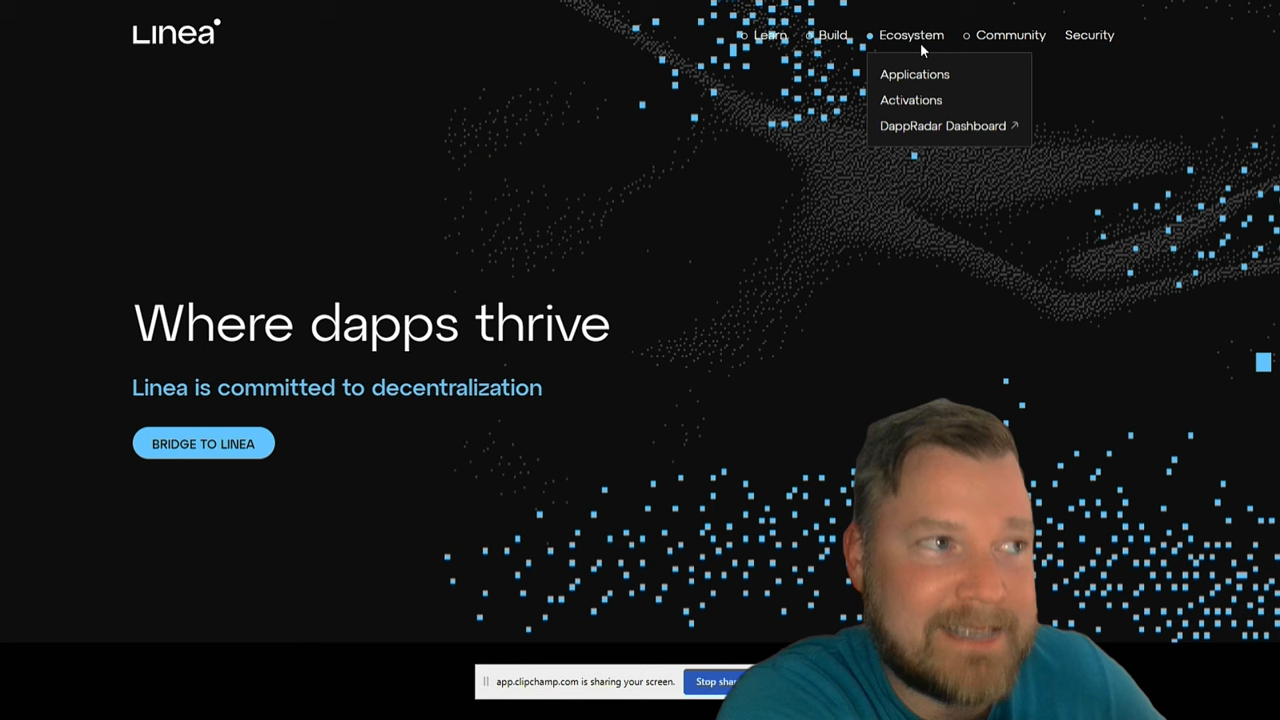 Linea
Learn Build Ecosystem Community Security
Applications
Activations
DappRadar Dashboard ↗
Where dapps thrive
Linea is committed to decentralization
BRIDGE TO LINEA
app.clipchamp.com is sharing your screen. Stop